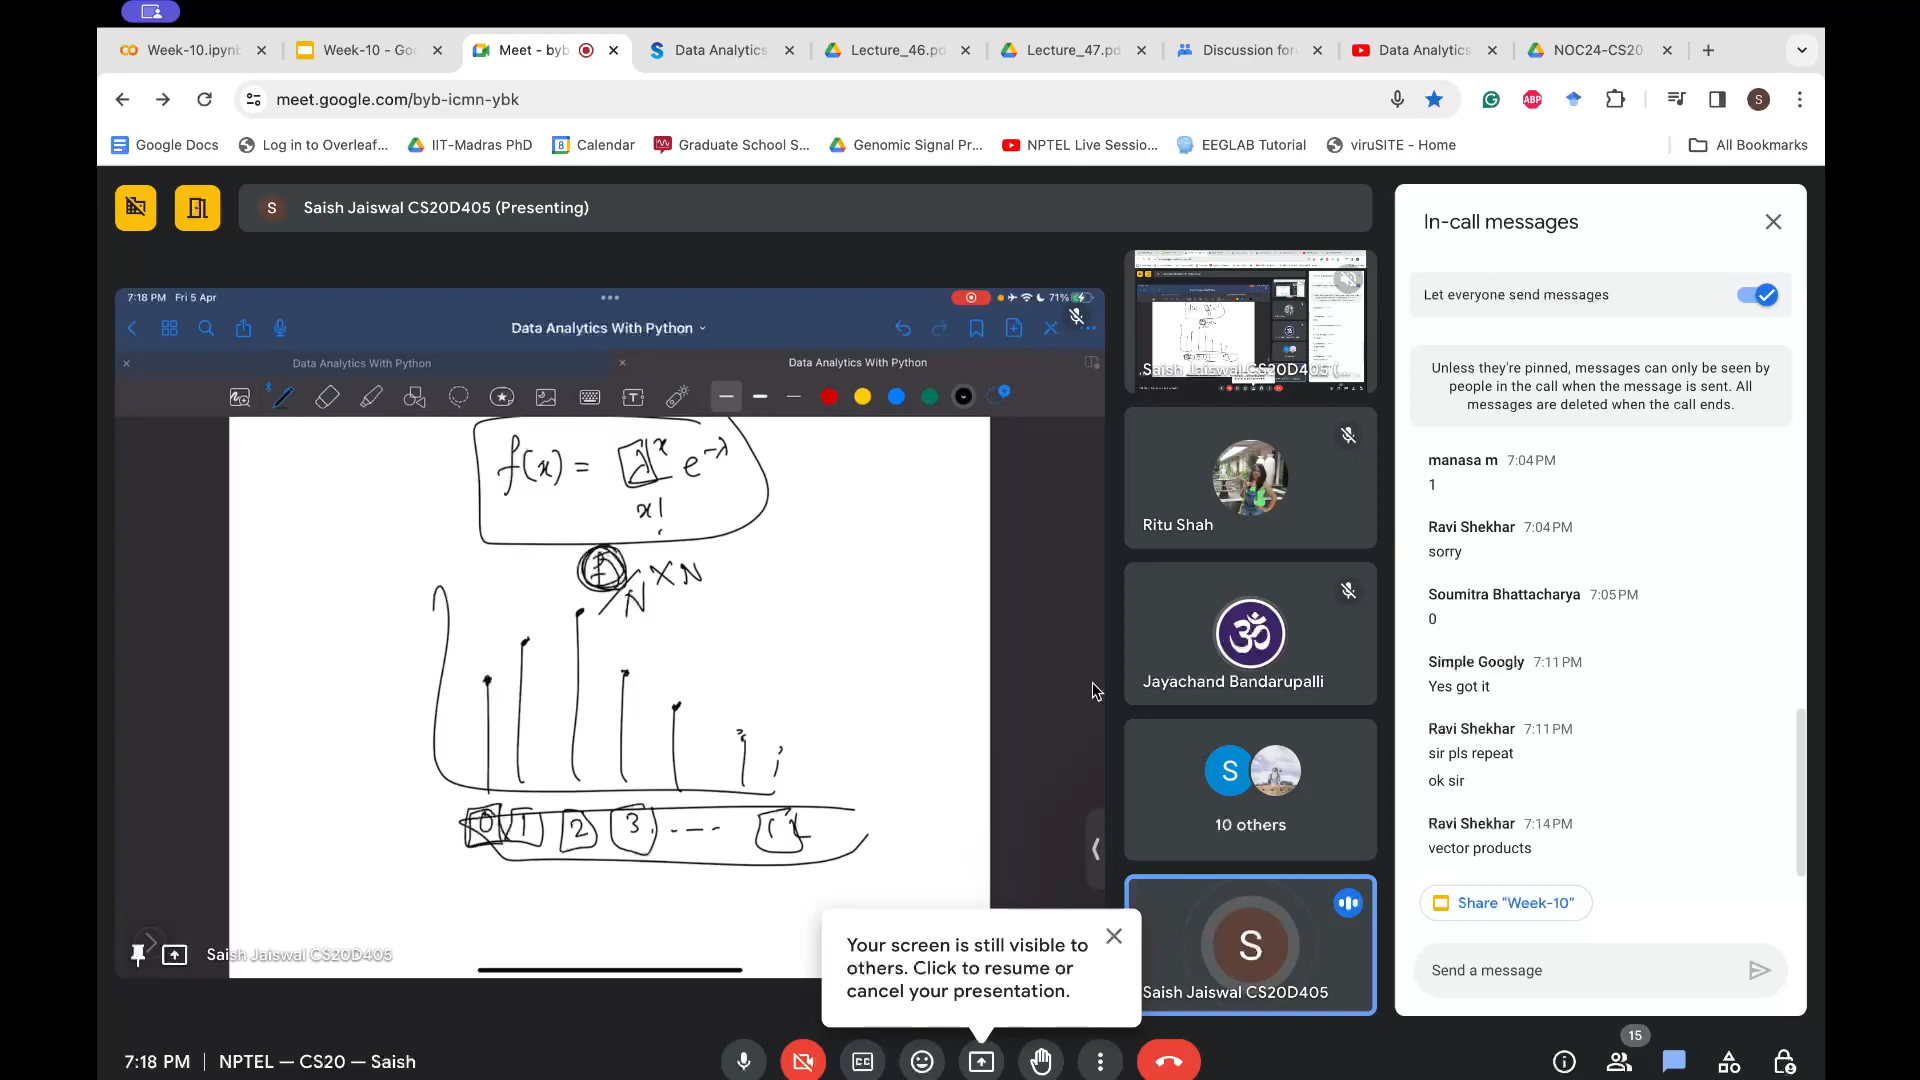 Week-10.ipynb
Week-10 - Goo
Meet - byb
Data Analytics
Lecture_46.pd
Lecture_47.pd
Discussion for
Data Analytics
NOC24-CS20
meet.google.com/byb-icmn-ybk
ABP
S
Google Docs
Log in to Overleaf...
IIT-Madras PhD
8 Calendar
Graduate School S...
Genomic Signal Pr...
NPTEL Live Sessio...
EEGLAB Tutorial
viruSITE - Home
All Bookmarks
S Saish Jaiswal CS20D405 (Presenting)
7:18 PM Fri 5 Apr
71%
Data Analytics With Python
Data Analytics With Python
Data Analytics With Python
f(x) = λ^x e^-λ
x!
N × N
0 1 2 3 ----
Saish Jaiswal CS20D405
Saish Jaiswal CS20D405 (...
Ritu Shah
ॐ
Jayachand Bandarupalli
S
10 others
S
Saish Jaiswal CS20D405
Your screen is still visible to
others. Click to resume or
cancel your presentation.
In-call messages
Let everyone send messages
Unless they're pinned, messages can only be seen by
people in the call when the message is sent. All
messages are deleted when the call ends.
manasa m 7:04 PM
1
Ravi Shekhar 7:04 PM
sorry
Soumitra Bhattacharya 7:05 PM
0
Simple Googly 7:11 PM
Yes got it
Ravi Shekhar 7:11 PM
sir pls repeat
ok sir
Ravi Shekhar 7:14 PM
vector products
Share "Week-10"
Send a message
7:18 PM | NPTEL — CS20 — Saish
15